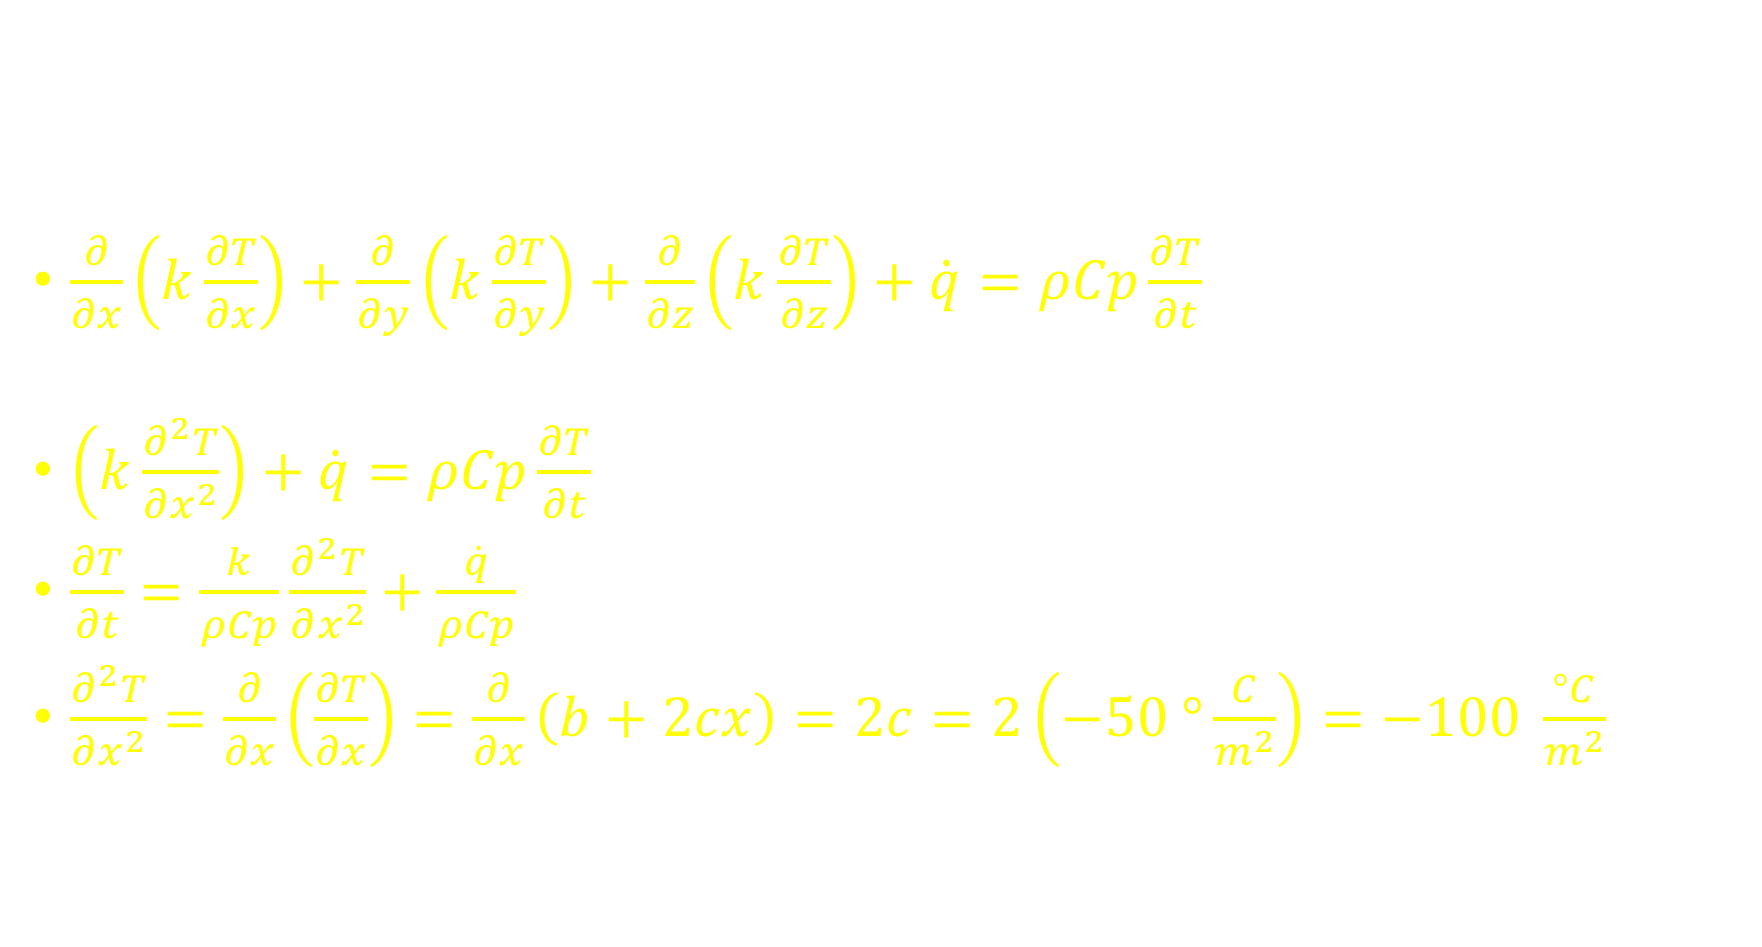 • ∂/∂x (k ∂T/∂x) + ∂/∂y (k ∂T/∂y) + ∂/∂z (k ∂T/∂z) + q̇ = ρCp ∂T/∂t
• (k ∂²T/∂x²) + q̇ = ρCp ∂T/∂t
• ∂T/∂t = k/ρCp ∂²T/∂x² + q̇/ρCp
• ∂²T/∂x² = ∂/∂x (∂T/∂x) = ∂/∂x (b + 2cx) = 2c = 2 (−50 ° C/m²) = −100 °C/m²